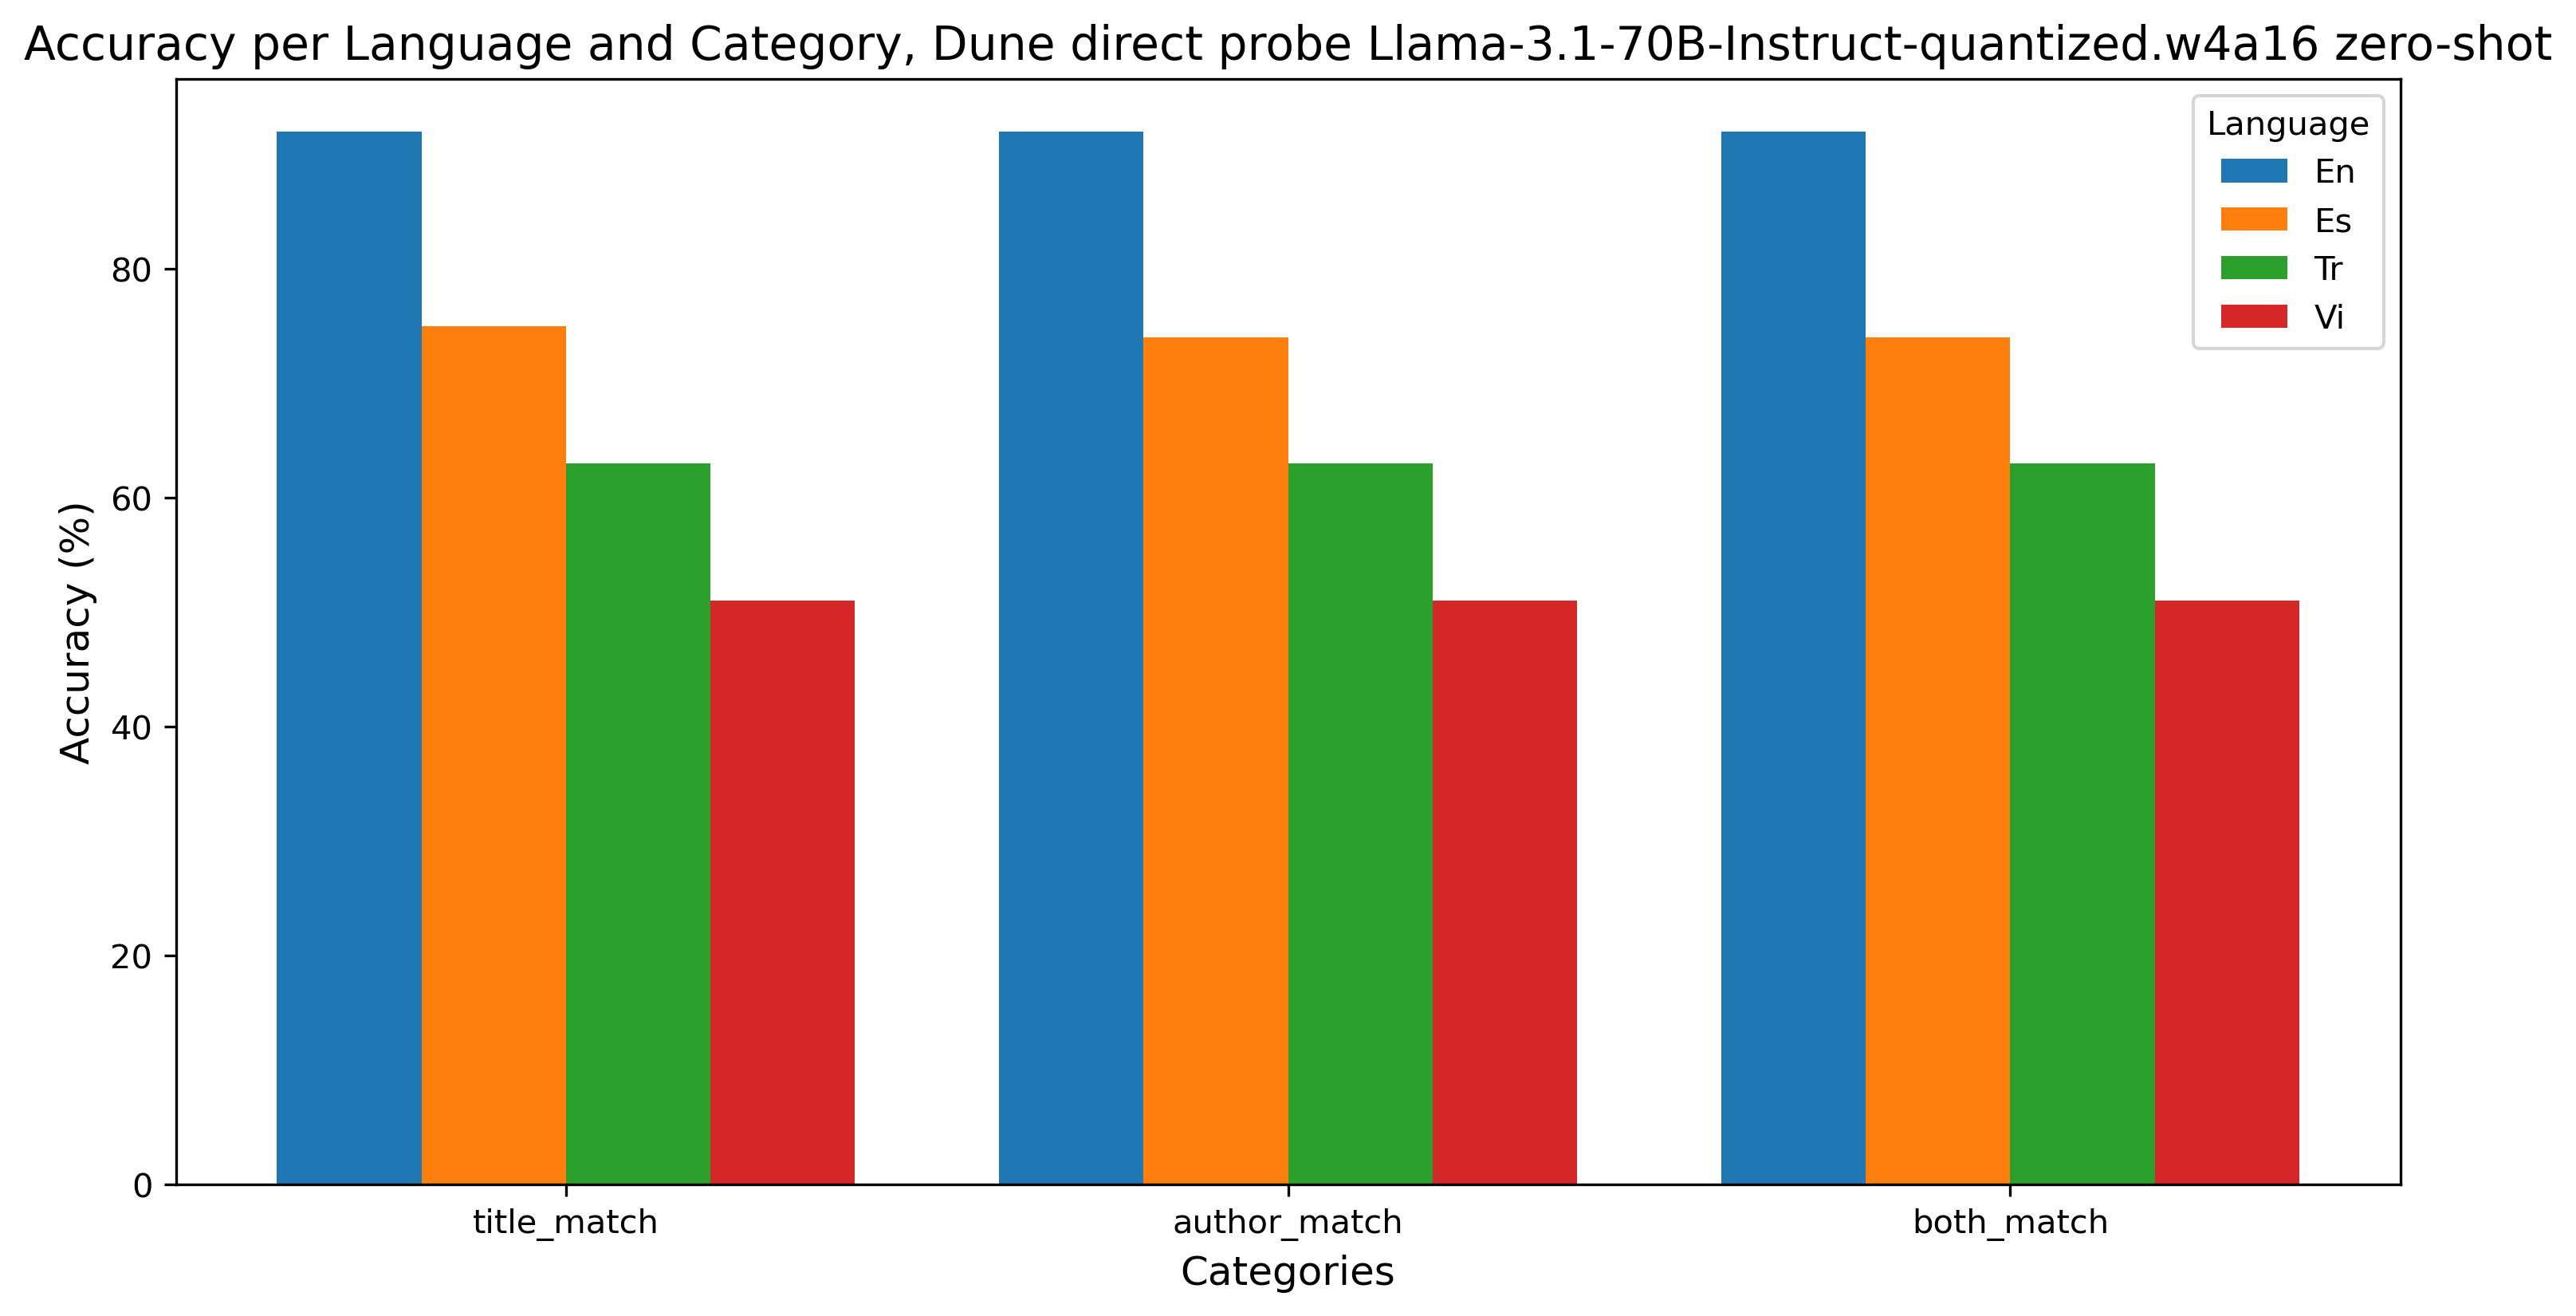 Accuracy per Language and Category, Dune direct probe Llama-3.1-70B-Instruct-quantized.w4a16 zero-shot
Language
En
Es
Tr
Vi
Accuracy (%)
80
60
40
20
0
title_match
author_match
both_match
Categories